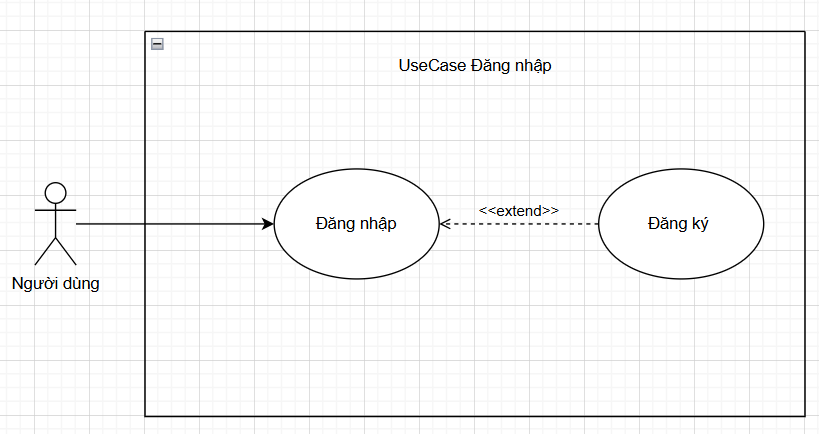 UseCase Đăng nhập
Đăng nhập
<<extend>>
Đăng ký
Người dùng